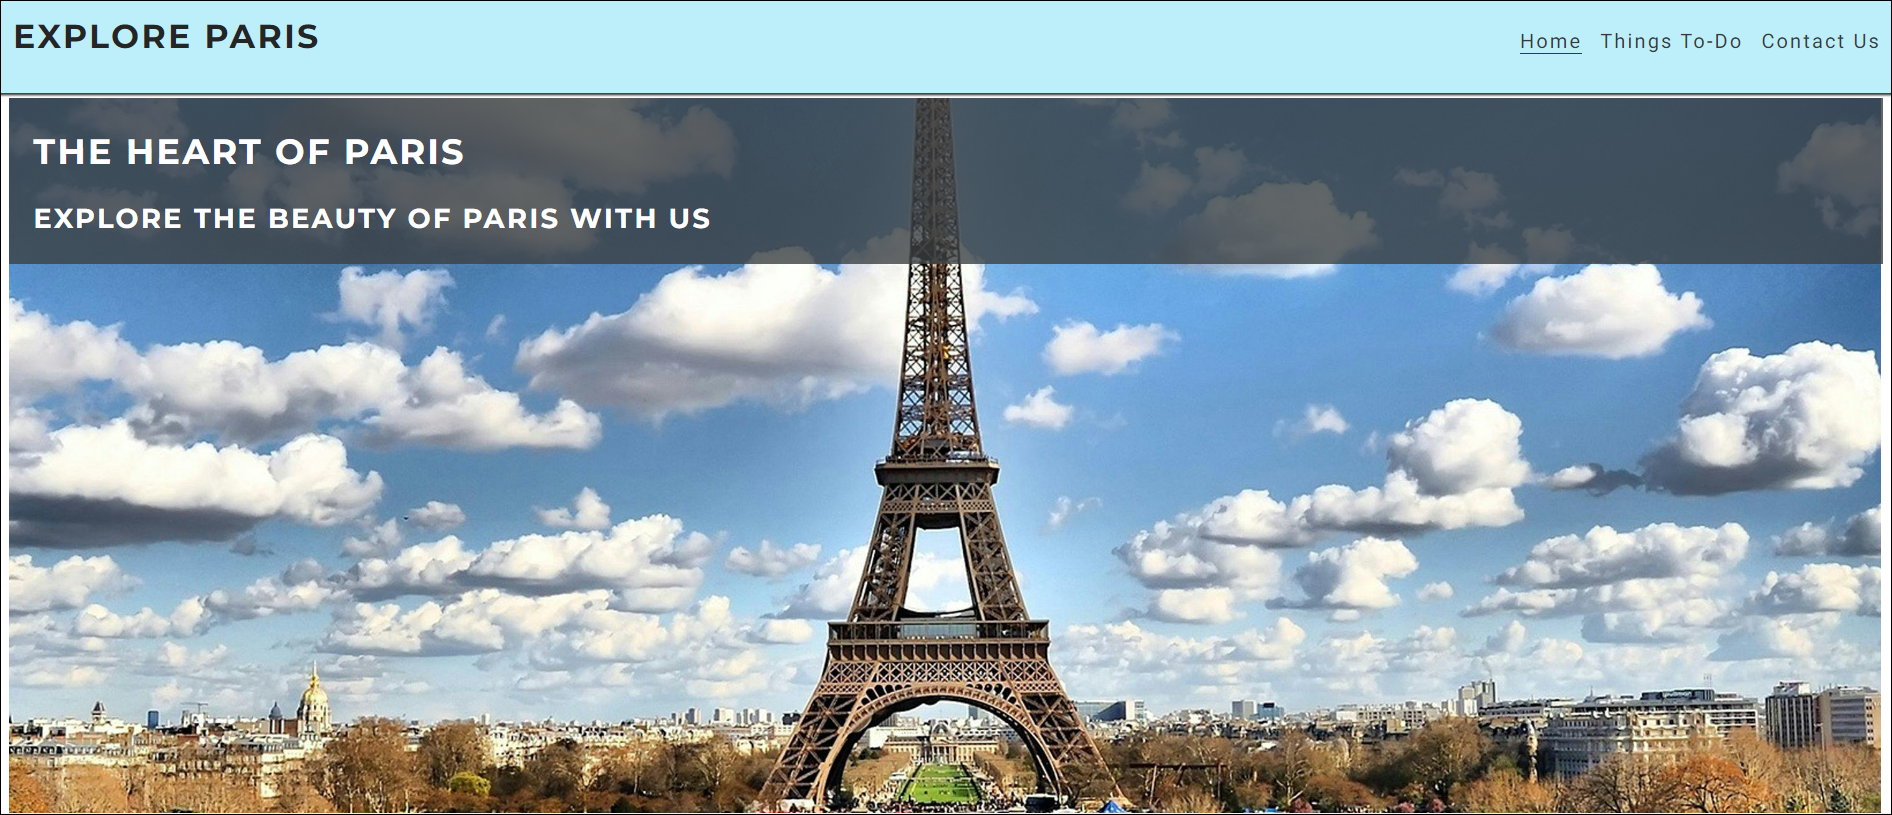 EXPLORE PARIS
Home Things To-Do Contact Us
THE HEART OF PARIS
EXPLORE THE BEAUTY OF PARIS WITH US